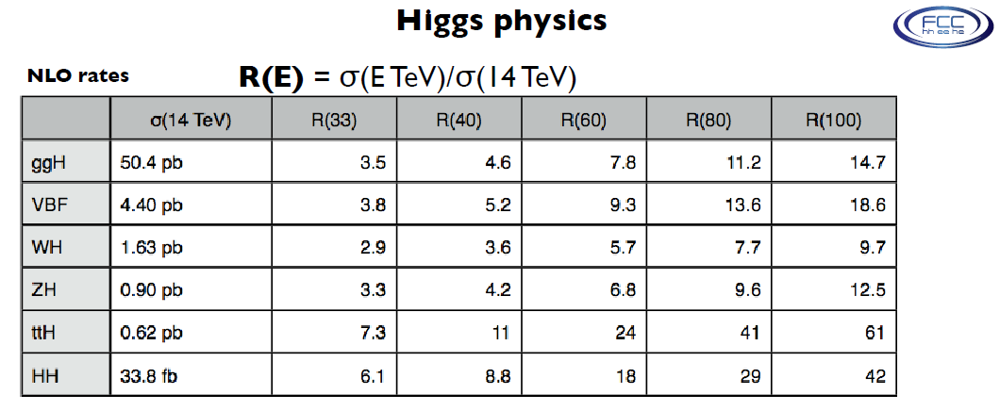 Higgs physics
FCC
hh ee he
NLO rates
R(E) = σ(E TeV)/σ(14 TeV)
σ(14 TeV) R(33) R(40) R(60) R(80) R(100)
ggH 50.4 pb 3.5 4.6 7.8 11.2 14.7
VBF 4.40 pb 3.8 5.2 9.3 13.6 18.6
WH 1.63 pb 2.9 3.6 5.7 7.7 9.7
ZH 0.90 pb 3.3 4.2 6.8 9.6 12.5
ttH 0.62 pb 7.3 11 24 41 61
HH 33.8 fb 6.1 8.8 18 29 42